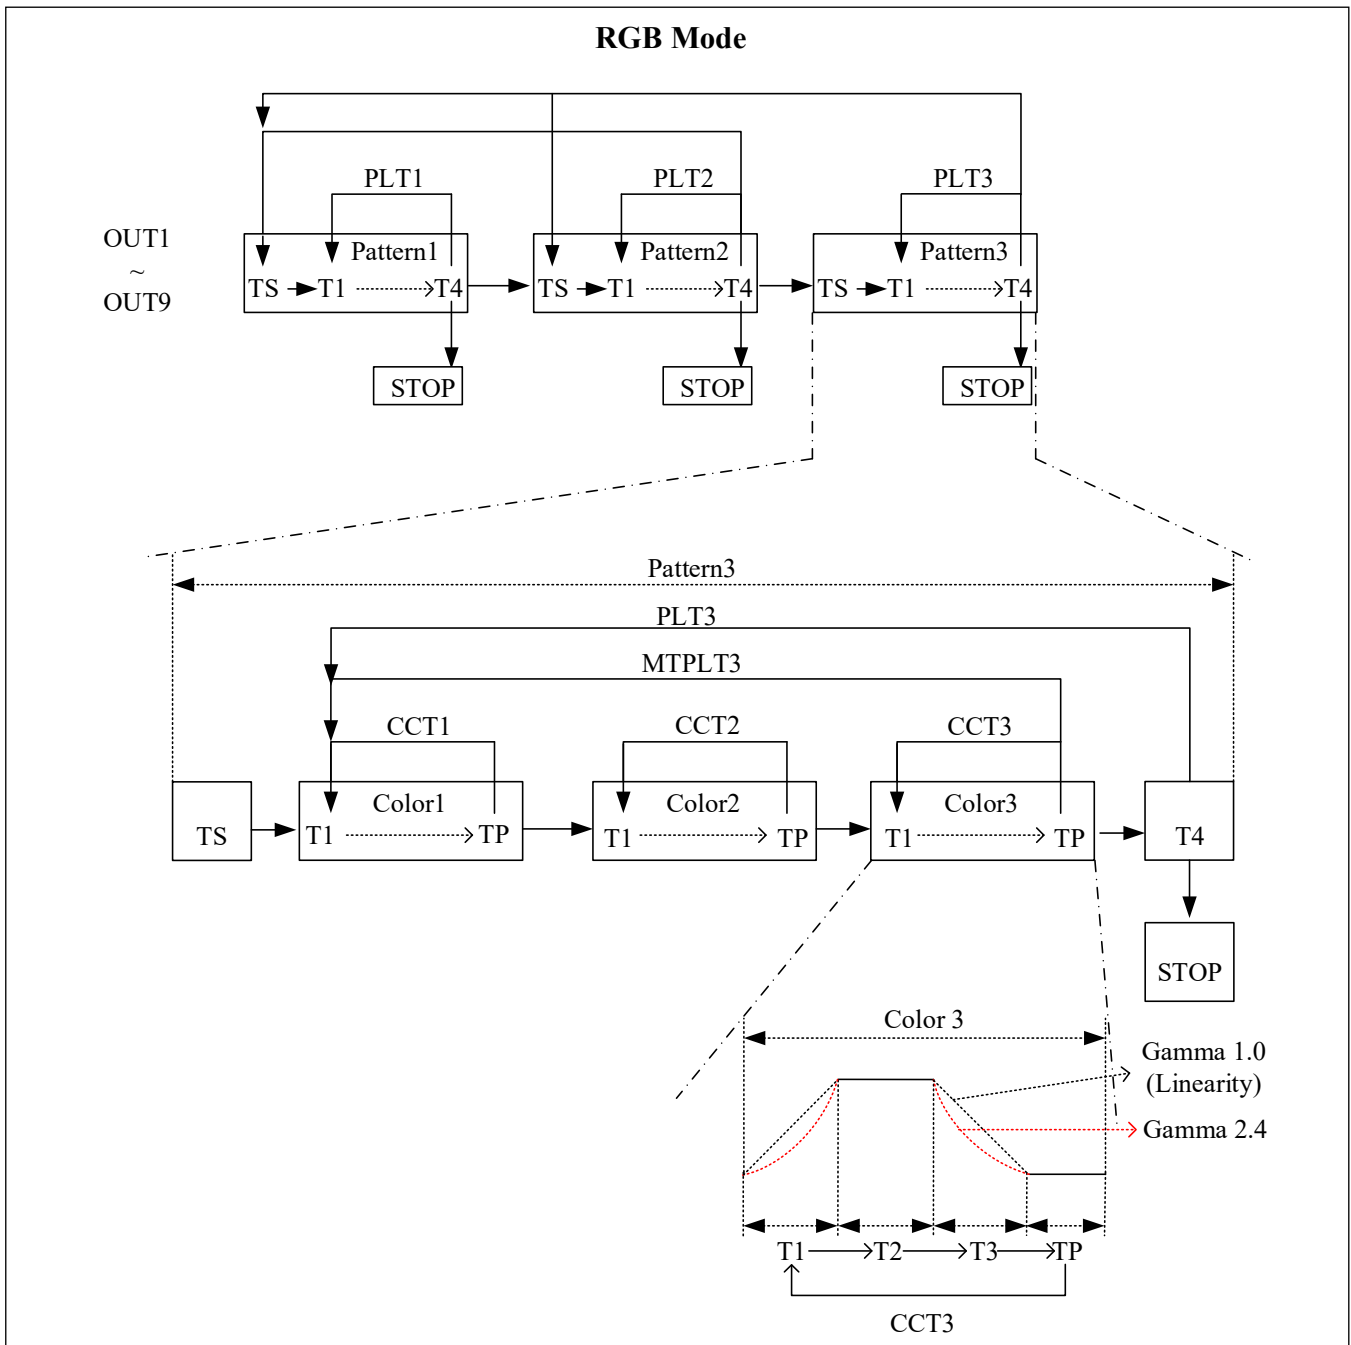 RGB Mode
PLT1
PLT2
PLT3
OUT1
~
OUT9
Pattern1
TS T1 T4
Pattern2
TS T1 T4
Pattern3
TS T1 T4
STOP
STOP
STOP
Pattern3
PLT3
MTPLT3
CCT1
CCT2
CCT3
TS
Color1
T1 TP
Color2
T1 TP
Color3
T1 TP
T4
STOP
Color 3
Gamma 1.0
(Linearity)
Gamma 2.4
T1 T2 T3 TP
CCT3